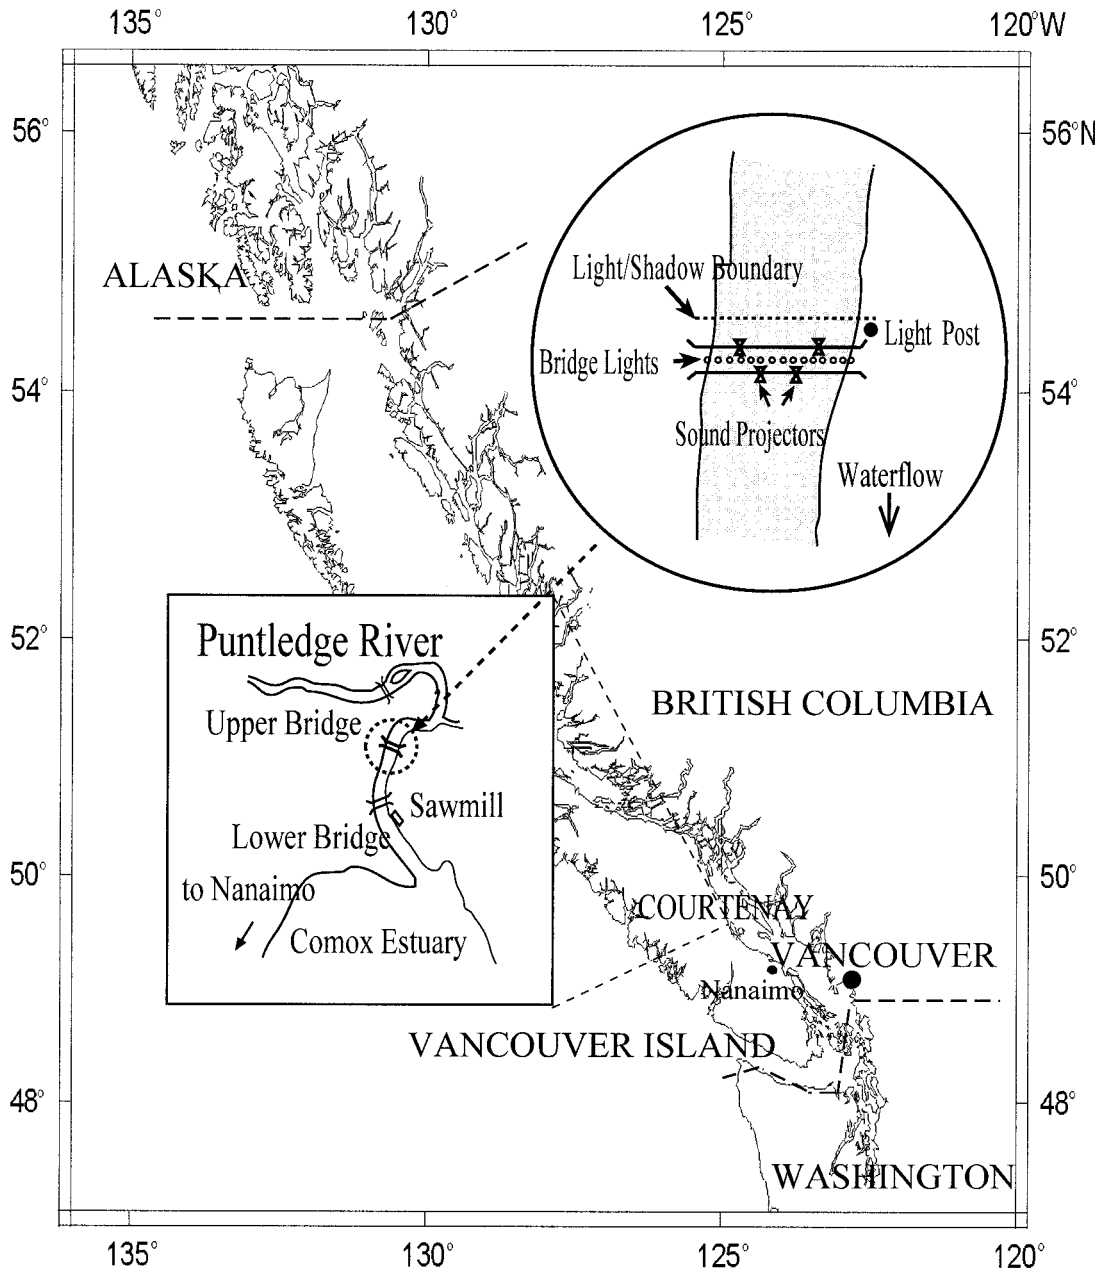 135° 130° 125° 120°W
56° 56°N
ALASKA
Light/Shadow Boundary
Light Post
Bridge Lights
54° 54°
Sound Projectors
Waterflow
52° 52°
Puntledge River
Upper Bridge
BRITISH COLUMBIA
Sawmill
Lower Bridge
50° 50°
to Nanaimo
COURTENAY
Comox Estuary
VANCOUVER
Nanaimo
VANCOUVER ISLAND
48° 48°
WASHINGTON
135° 130° 125° 120°